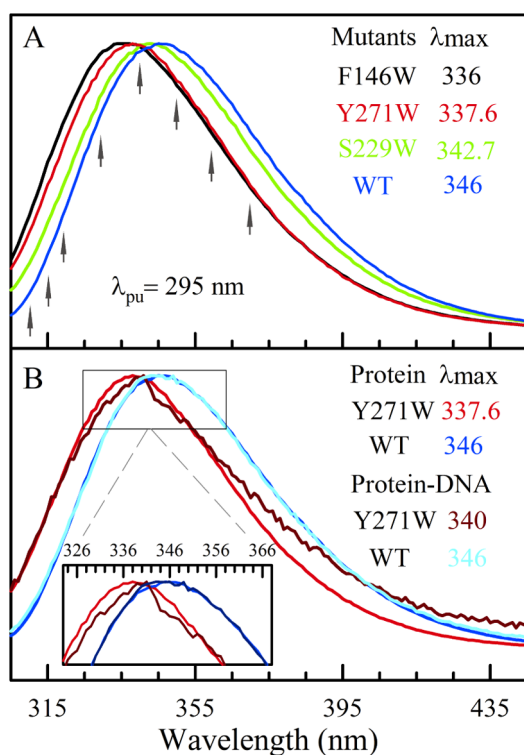 A
Mutants λmax
F146W 336
Y271W 337.6
S229W 342.7
WT 346
λpu= 295 nm
B
Protein λmax
Y271W 337.6
WT 346
Protein-DNA
Y271W 340
WT 346
326 336 346 356 366
315 355 395 435
Wavelength (nm)